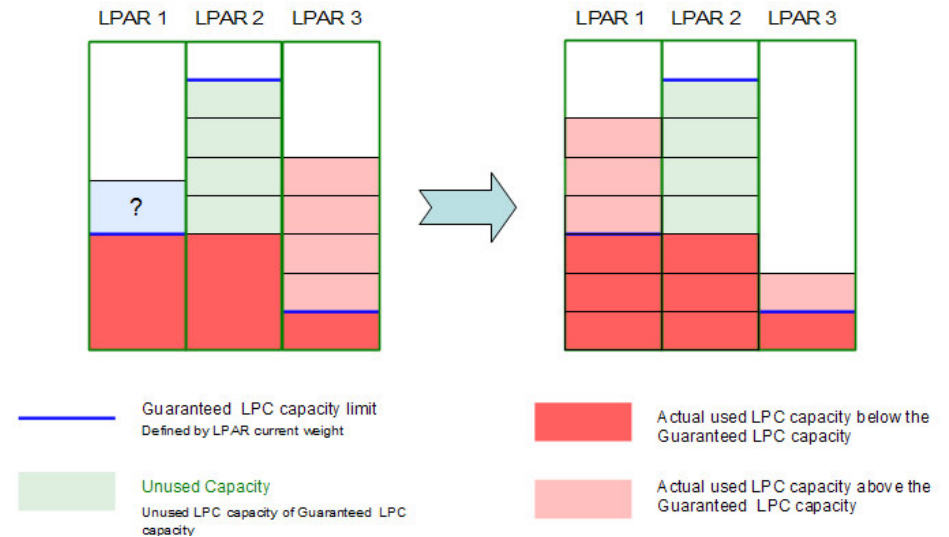 LPAR 1 LPAR 2 LPAR 3 LPAR 1 LPAR 2 LPAR 3
?
Guaranteed LPC capacity limit
Defined by LPAR current weight
Unused Capacity
Unused LPC capacity of Guaranteed LPC
capacity
Actual used LPC capacity below the
Guaranteed LPC capacity
Actual used LPC capacity above the
Guaranteed LPC capacity